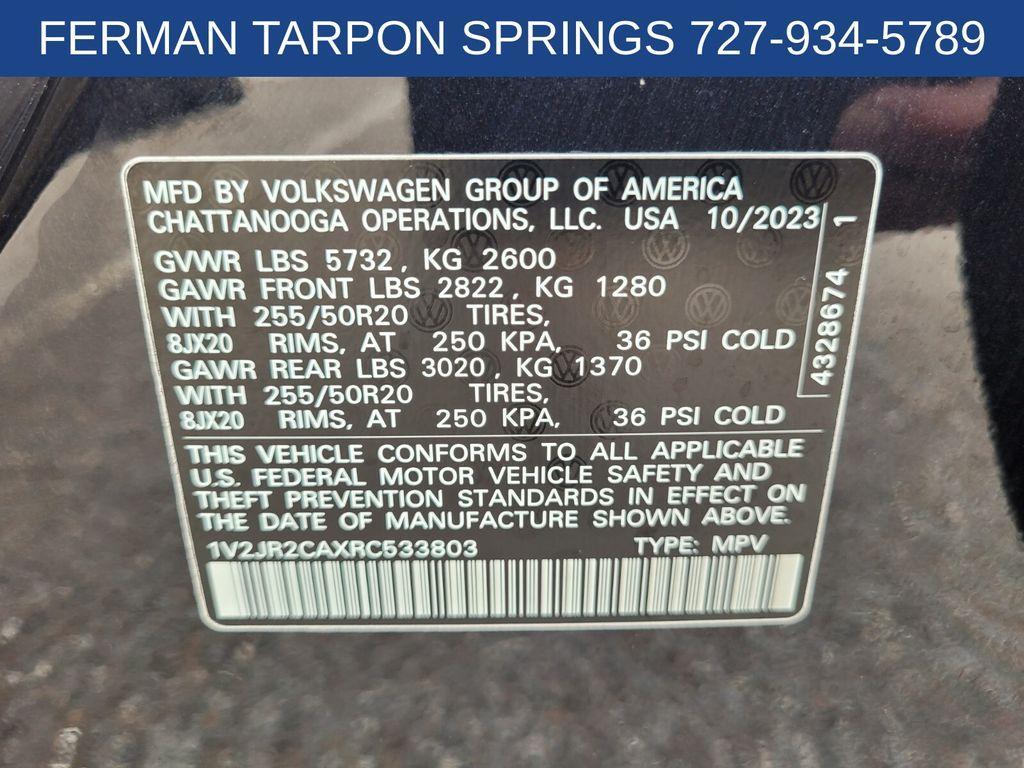 FERMAN TARPON SPRINGS 727-934-5789
MFD BY VOLKSWAGEN GROUP OF AMERICA
CHATTANOOGA OPERATIONS, LLC. USA 10/2023
GVWR LBS 5732, KG 2600
GAWR FRONT LBS 2822, KG 1280
WITH 255/50R20 TIRES,
8JX20 RIMS, AT 250 KPA, 36 PSI COLD
GAWR REAR LBS 3020, KG 1370
WITH 255/50R20 TIRES,
8JX20 RIMS, AT 250 KPA, 36 PSI COLD
4328674 1
THIS VEHICLE CONFORMS TO ALL APPLICABLE
U.S. FEDERAL MOTOR VEHICLE SAFETY AND
THEFT PREVENTION STANDARDS IN EFFECT ON
THE DATE OF MANUFACTURE SHOWN ABOVE.
1V2JR2CAXRC533803 TYPE: MPV